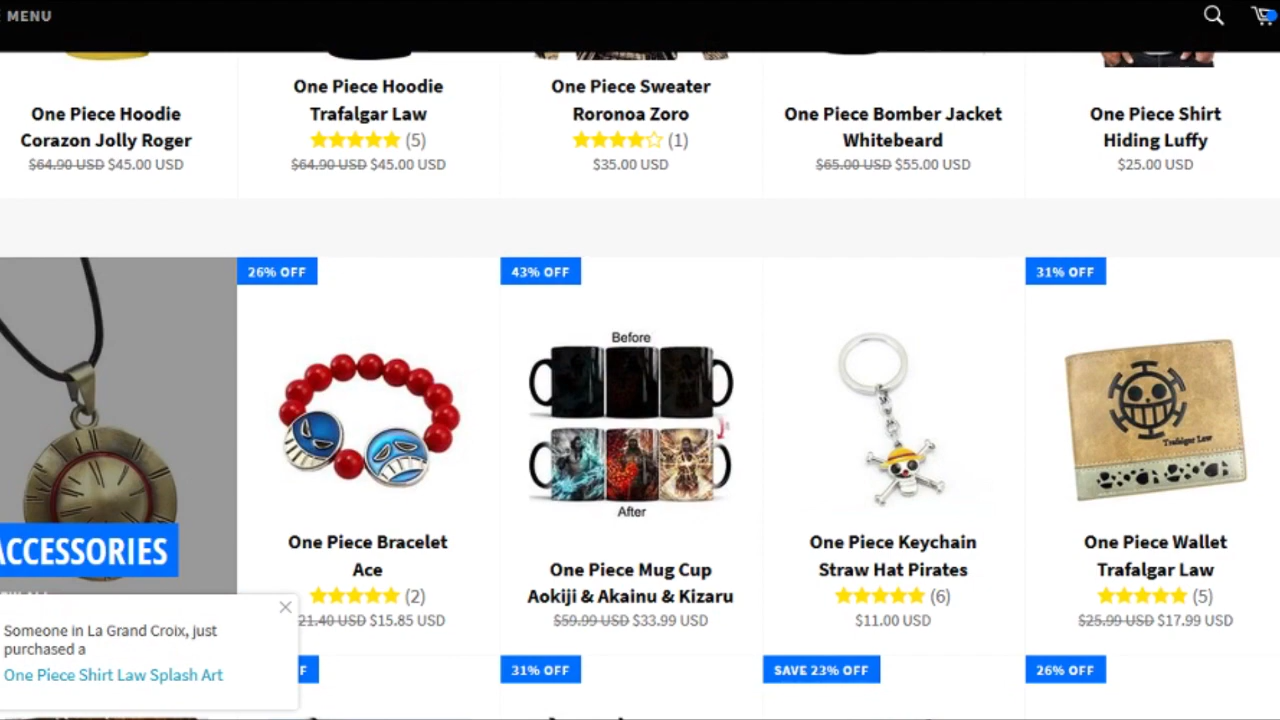 MENU
One Piece Hoodie
Corazon Jolly Roger
$64.90 USD $45.00 USD
One Piece Hoodie
Trafalgar Law
(5)
$64.90 USD $45.00 USD
One Piece Sweater
Roronoa Zoro
(1)
$35.00 USD
One Piece Bomber Jacket
Whitebeard
$65.00 USD $55.00 USD
One Piece Shirt
Hiding Luffy
$25.00 USD
ACCESSORIES
26% OFF
One Piece Bracelet
Ace
(2)
21.40 USD $15.85 USD
43% OFF
Before
After
One Piece Mug Cup
Aokiji & Akainu & Kizaru
$59.99 USD $33.99 USD
One Piece Keychain
Straw Hat Pirates
(6)
$11.00 USD
31% OFF
Trafalgar Law
One Piece Wallet
Trafalgar Law
(5)
$25.99 USD $17.99 USD
Someone in La Grand Croix, just
purchased a
One Piece Shirt Law Splash Art
31% OFF
SAVE 23% OFF
26% OFF